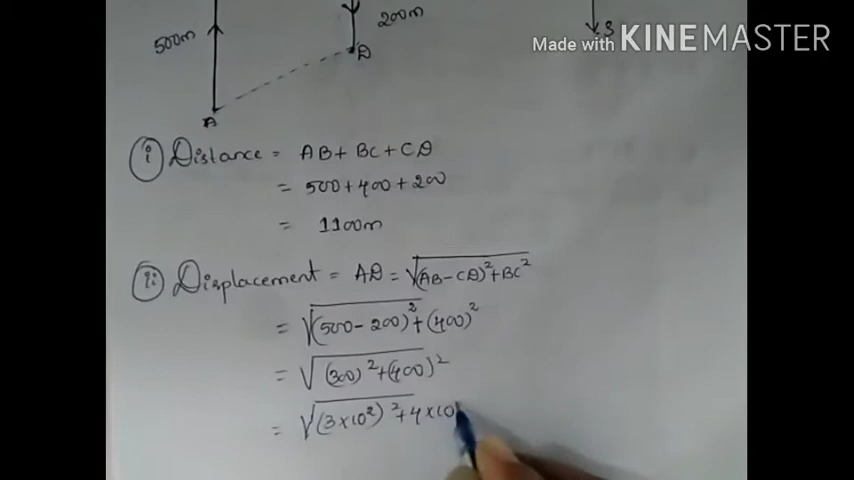 500m
200m
S
Made with KINEMASTER
D
A
i Distance = AB + BC + CD
= 500 + 400 + 200
= 1100m
ii Displacement = AD = √(AB - CD)² + BC²
= √(500 - 200)² + (400)²
= √(300)² + (400)²
= √(3×10²)² + 4×10